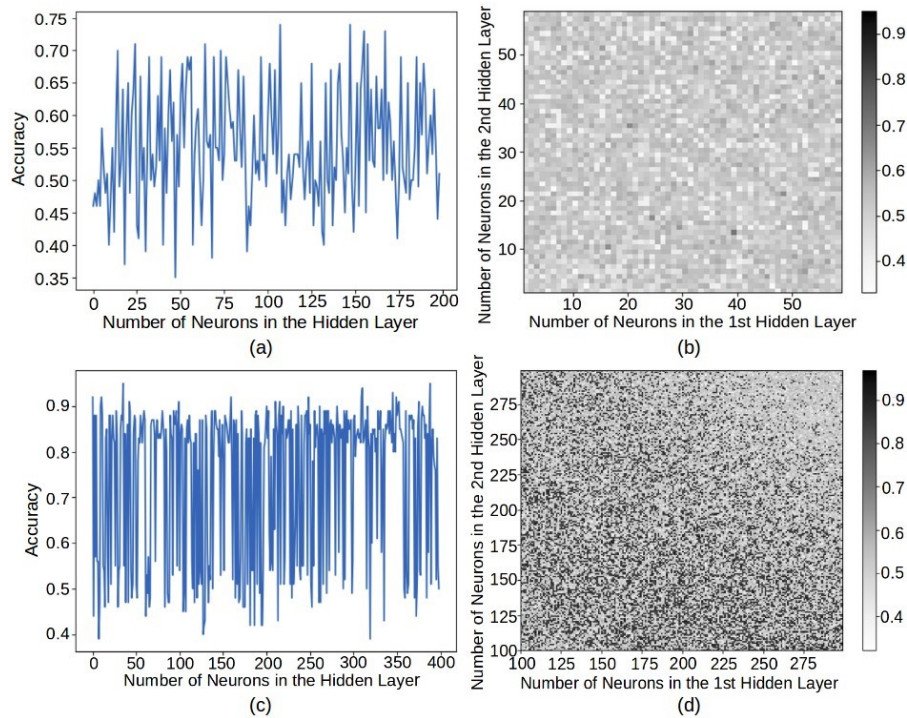 0.75
0.70
0.65
0.60
0.55
0.50
0.45
0.40
0.35
Accuracy
0 25 50 75 100 125 150 175 200
Number of Neurons in the Hidden Layer
(a)
Number of Neurons in the 2nd Hidden Layer
50
40
30
20
10
10 20 30 40 50
Number of Neurons in the 1st Hidden Layer
(b)
0.9
0.8
0.7
0.6
0.5
0.4
0.9
0.8
0.7
0.6
0.5
0.4
Accuracy
0 50 100 150 200 250 300 350 400
Number of Neurons in the Hidden Layer
(c)
Number of Neurons in the 2nd Hidden Layer
275
250
225
200
175
150
125
100
100 125 150 175 200 225 250 275
Number of Neurons in the 1st Hidden Layer
(d)
0.9
0.8
0.7
0.6
0.5
0.4